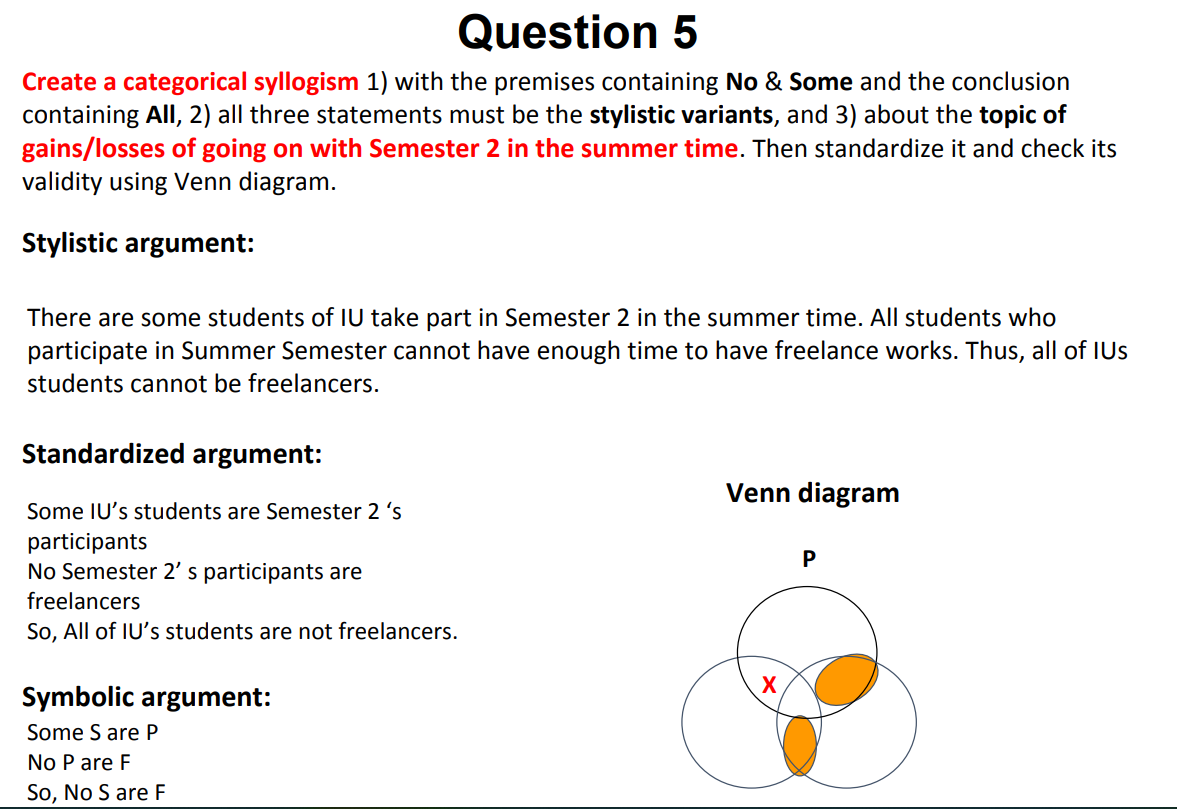 Question 5
Create a categorical syllogism 1) with the premises containing No & Some and the conclusion
containing All, 2) all three statements must be the stylistic variants, and 3) about the topic of
gains/losses of going on with Semester 2 in the summer time. Then standardize it and check its
validity using Venn diagram.
Stylistic argument:
There are some students of IU take part in Semester 2 in the summer time. All students who
participate in Summer Semester cannot have enough time to have freelance works. Thus, all of IUs
students cannot be freelancers.
Standardized argument:
Some IU’s students are Semester 2 ‘s
participants
No Semester 2’ s participants are
freelancers
So, All of IU’s students are not freelancers.
Symbolic argument:
Some S are P
No P are F
So, No S are F
Venn diagram
P
X